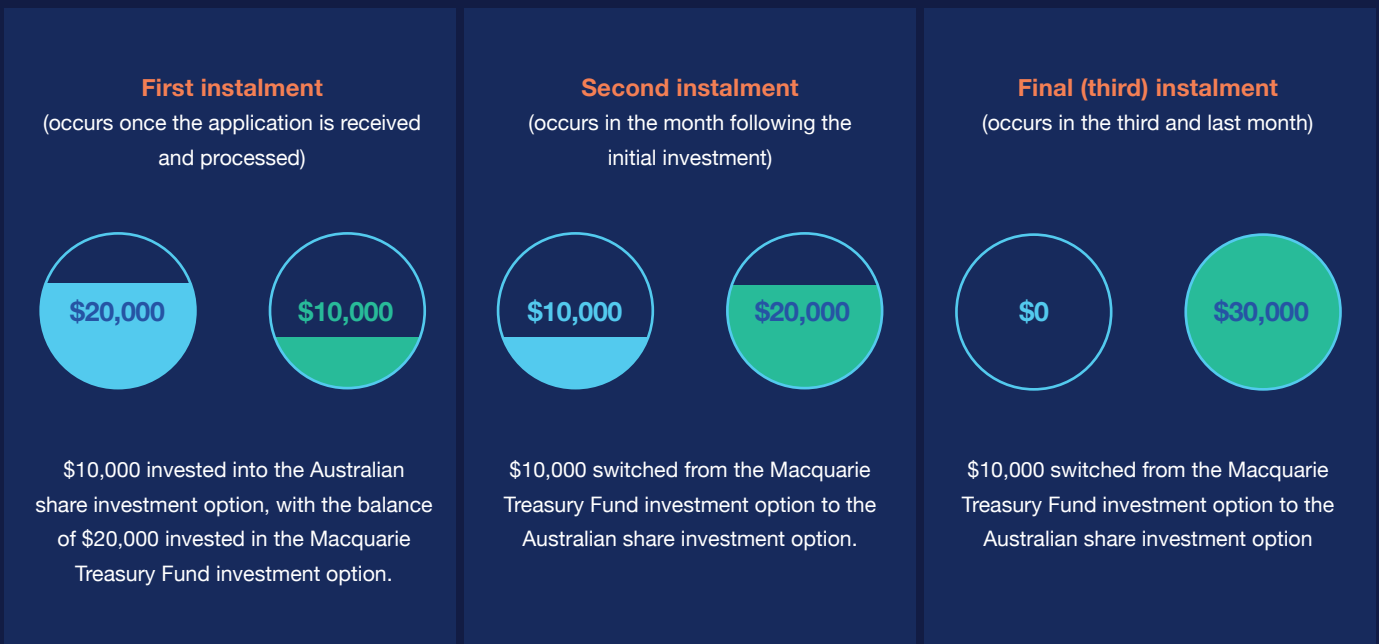 First instalment
(occurs once the application is received
and processed)
$20,000
$10,000
$10,000 invested into the Australian
share investment option, with the balance
of $20,000 invested in the Macquarie
Treasury Fund investment option.
Second instalment
(occurs in the month following the
initial investment)
$10,000
$20,000
$10,000 switched from the Macquarie
Treasury Fund investment option to the
Australian share investment option.
Final (third) instalment
(occurs in the third and last month)
$0
$30,000
$10,000 switched from the Macquarie
Treasury Fund investment option to the
Australian share investment option